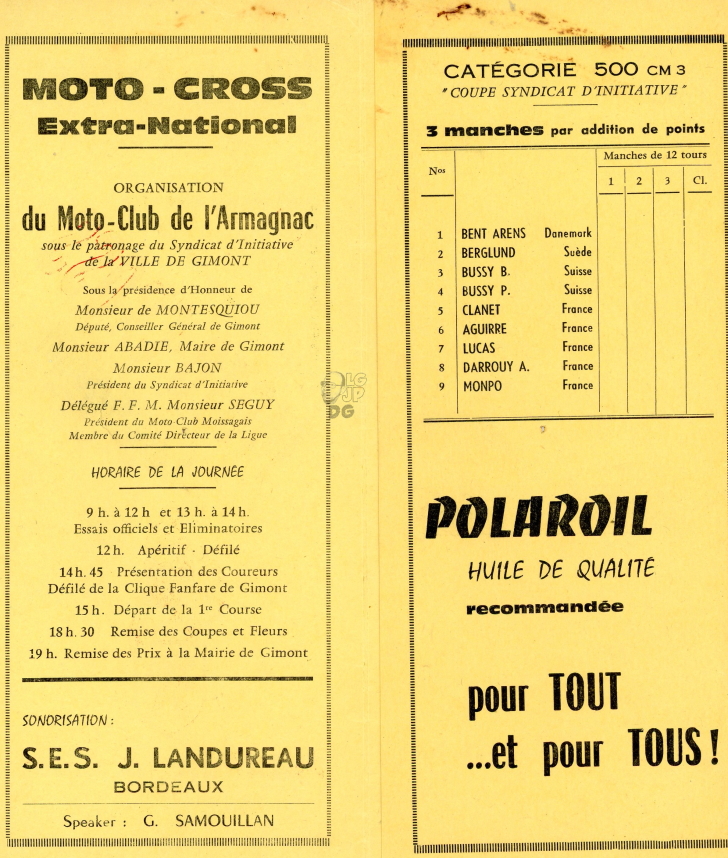 MOTO - CROSS
Extra-National
ORGANISATION
du Moto-Club de l'Armagnac
sous le patronage du Syndicat d'Initiative
de la VILLE DE GIMONT
Sous la présidence d'Honneur de
Monsieur de MONTESQUIOU
Député, Conseiller Général de Gimont
Monsieur ABADIE, Maire de Gimont
Monsieur BAJON
Président du Syndicat d'Initiative
Délégué F. F. M. Monsieur SEGUY
Président du Moto-Club Moissagais
Membre du Comité Directeur de la Ligue
HORAIRE DE LA JOURNÉE
9 h. à 12 h et 13 h. à 14 h.
Essais officiels et Eliminatoires
12 h. Apéritif - Défilé
14 h. 45 Présentation des Coureurs
Défilé de la Clique Fanfare de Gimont
15 h. Départ de la 1re Course
18 h. 30 Remise des Coupes et Fleurs
19 h. Remise des Prix à la Mairie de Gimont
SONORISATION :
S.E.S. J. LANDUREAU
BORDEAUX
Speaker : G. SAMOUILLAN
LG
JP
DG
CATÉGORIE 500 CM3
" COUPE SYNDICAT D'INITIATIVE "
3 manches par addition de points
Nos Manches de 12 tours
1 2 3 Cl.
1 BENT ARENS Danemark
2 BERGLUND Suède
3 BUSSY B. Suisse
4 BUSSY P. Suisse
5 CLANET France
6 AGUIRRE France
7 LUCAS France
8 DARROUY A. France
9 MONPO France
POLAROIL
HUILE DE QUALITÉ
recommandée
pour TOUT
...et pour TOUS !